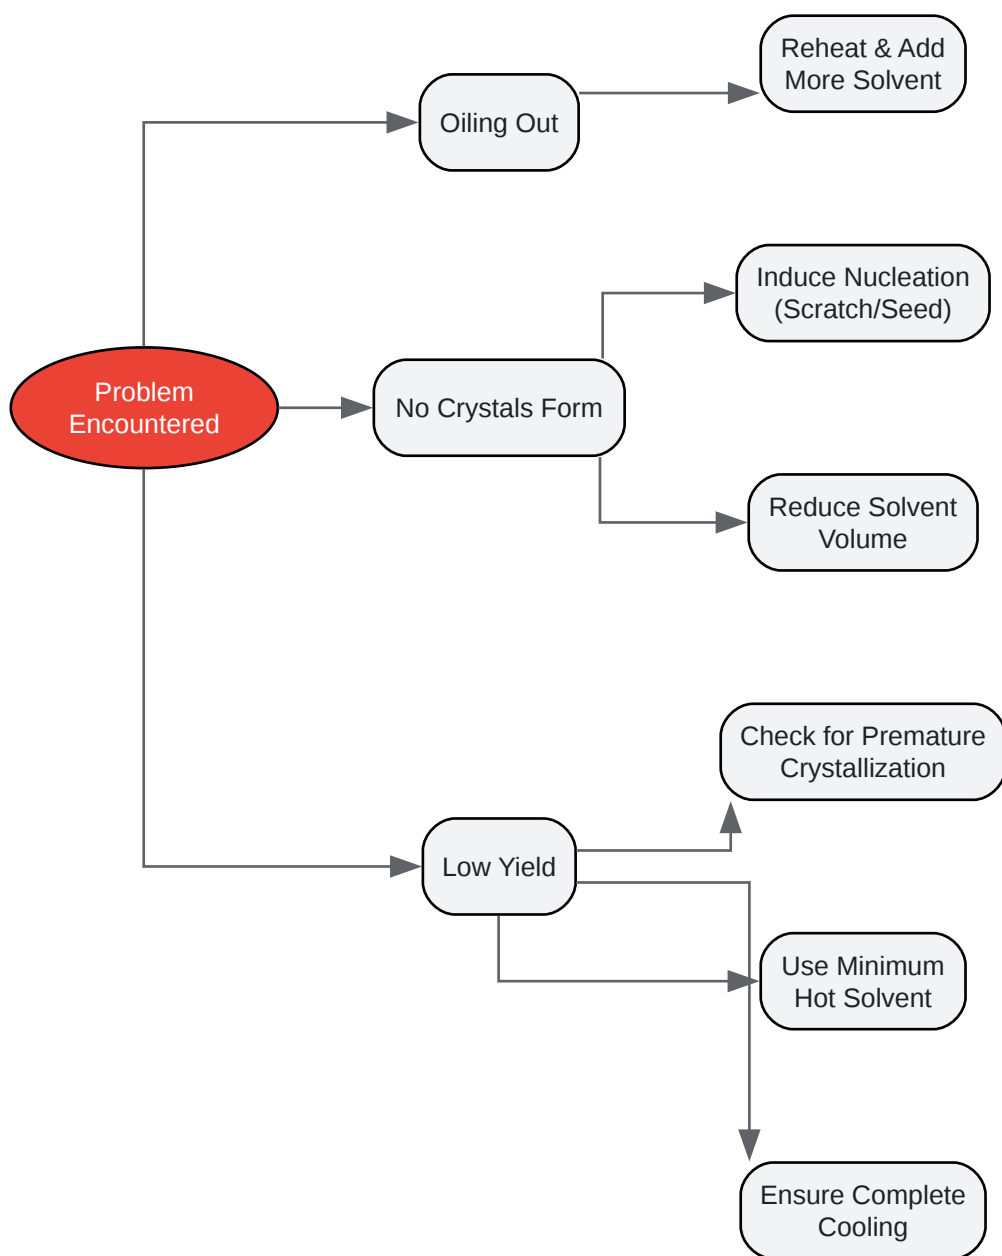 Problem
Encountered
Oiling Out
Reheat & Add
More Solvent
No Crystals Form
Induce Nucleation
(Scratch/Seed)
Reduce Solvent
Volume
Low Yield
Check for Premature
Crystallization
Use Minimum
Hot Solvent
Ensure Complete
Cooling